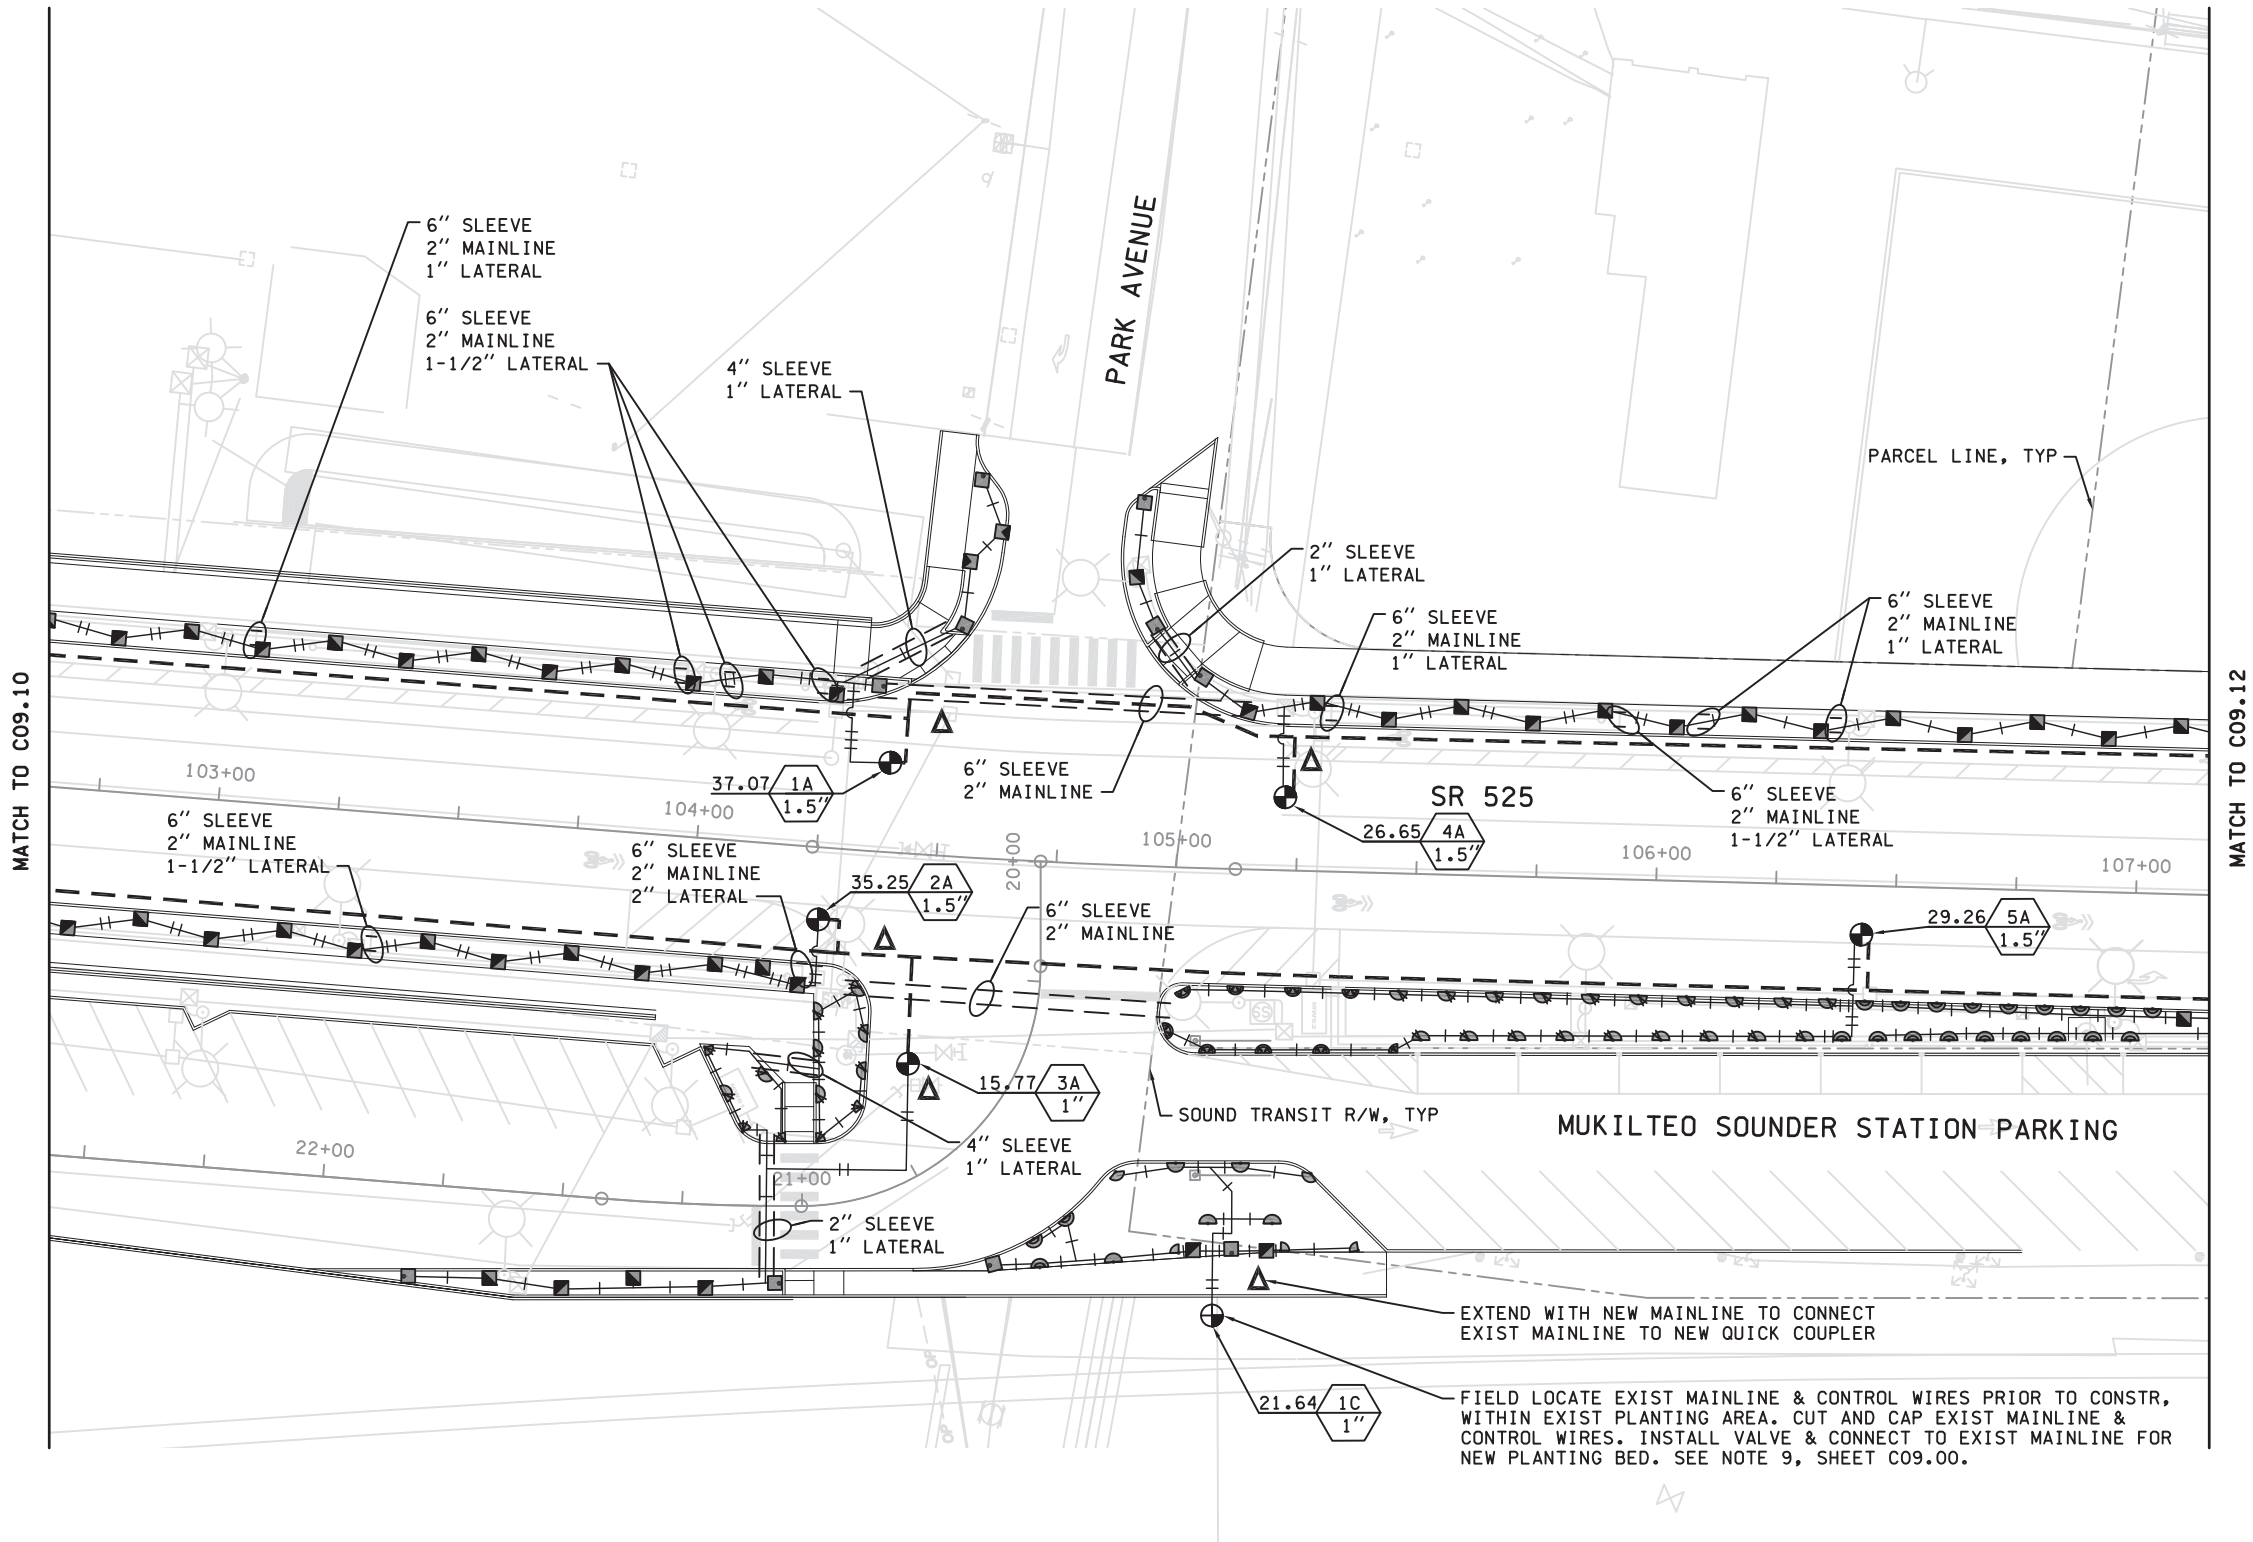 6" SLEEVE
2" MAINLINE
1" LATERAL
6" SLEEVE
2" MAINLINE
1-1/2" LATERAL
4" SLEEVE
1" LATERAL
PARK AVENUE
PARCEL LINE, TYP
2" SLEEVE
1" LATERAL
6" SLEEVE
2" MAINLINE
1" LATERAL
6" SLEEVE
2" MAINLINE
1" LATERAL
MATCH TO C09.10
MATCH TO C09.12
103+00
104+00
105+00
106+00
107+00
37.07
1A
1.5"
6" SLEEVE
2" MAINLINE
SR 525
26.65
4A
1.5"
6" SLEEVE
2" MAINLINE
1-1/2" LATERAL
6" SLEEVE
2" MAINLINE
1-1/2" LATERAL
6" SLEEVE
2" MAINLINE
2" LATERAL
35.25
2A
1.5"
20+00
6" SLEEVE
2" MAINLINE
29.26
5A
1.5"
SS
15.77
3A
1"
SOUND TRANSIT R/W, TYP
MUKILTEO SOUNDER STATION PARKING
4" SLEEVE
1" LATERAL
22+00
21+00
2" SLEEVE
1" LATERAL
EXTEND WITH NEW MAINLINE TO CONNECT
EXIST MAINLINE TO NEW QUICK COUPLER
21.64
1C
1"
FIELD LOCATE EXIST MAINLINE & CONTROL WIRES PRIOR TO CONSTR,
WITHIN EXIST PLANTING AREA. CUT AND CAP EXIST MAINLINE &
CONTROL WIRES. INSTALL VALVE & CONNECT TO EXIST MAINLINE FOR
NEW PLANTING BED. SEE NOTE 9, SHEET C09.00.